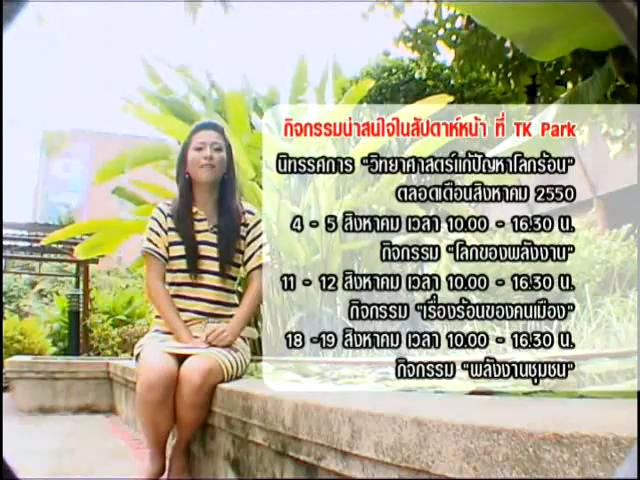 กิจกรรมน่าสนใจในสัปดาห์หน้า ที่ TK Park
นิทรรศการ "วิทยาศาสตร์แก้ปัญหาโลกร้อน"
ตลอดเดือนสิงหาคม 2550
4 - 5 สิงหาคม เวลา 10.00 - 16.30 น.
กิจกรรม "โลกของพลังงาน"
11 - 12 สิงหาคม เวลา 10.00 - 16.30 น.
กิจกรรม "เรื่องร้อนของคนเมือง"
18 -19 สิงหาคม เวลา 10.00 - 16.30 น.
กิจกรรม "พลังงานชุมชน"